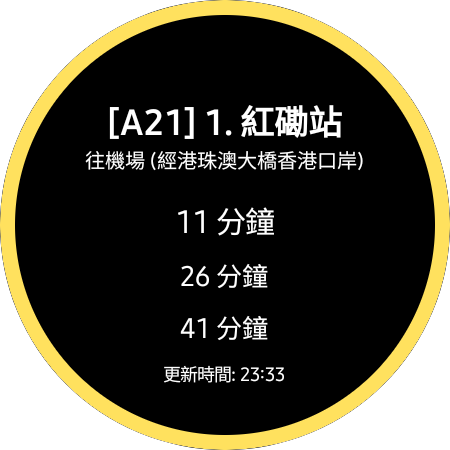 [A21] 1. 紅磡站
往機場 (經港珠澳大橋香港口岸)
11 分鐘
26 分鐘
41 分鐘
更新時間: 23:33